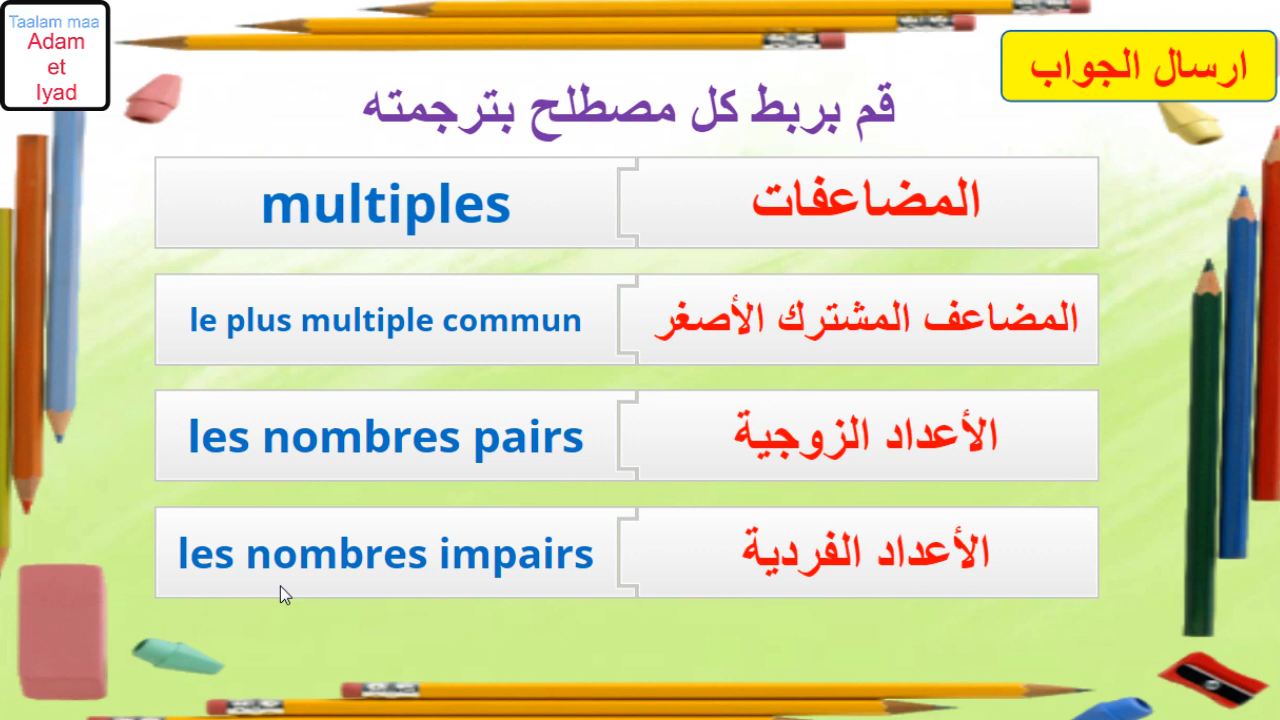 Taalam maa
Adam
et
Iyad
ارسال الجواب
قم بربط كل مصطلح بترجمته
multiples
المضاعفات
le plus multiple commun
المضاعف المشترك الأصغر
les nombres pairs
الأعداد الزوجية
les nombres impairs
الأعداد الفردية